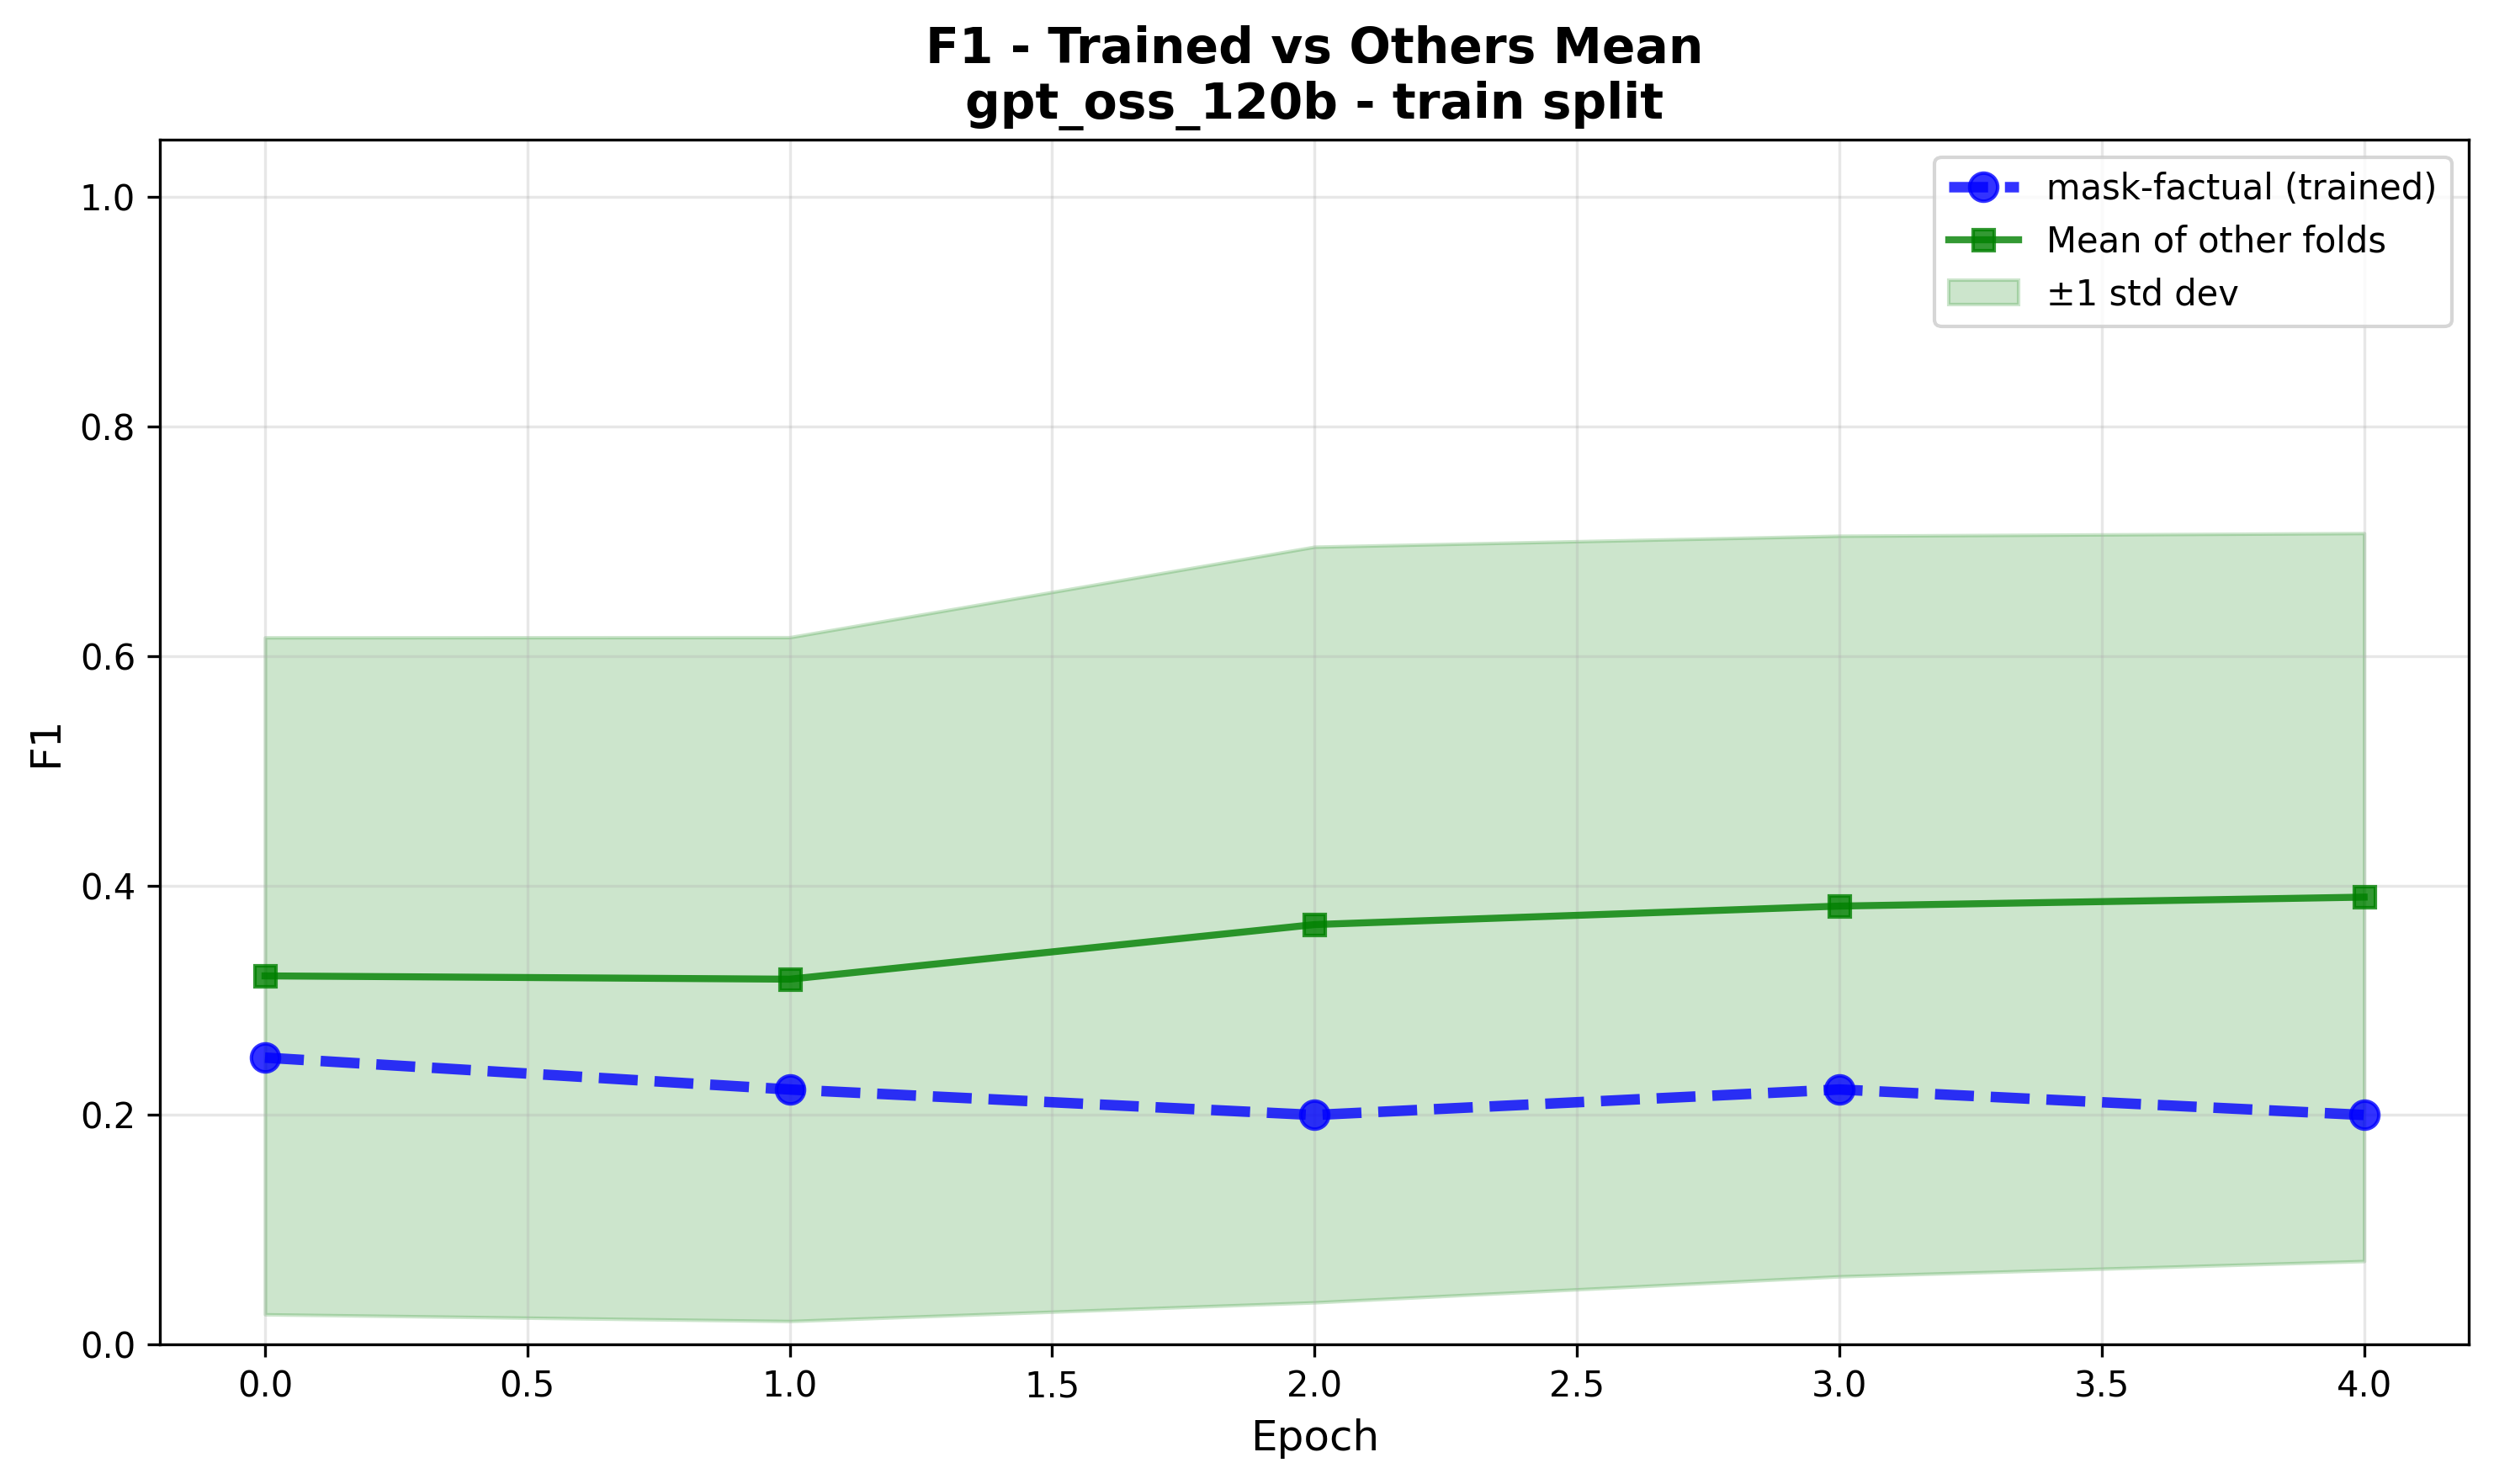 F1 - Trained vs Others Mean
gpt_oss_120b - train split
mask-factual (trained)
Mean of other folds
±1 std dev
F1
1.0
0.8
0.6
0.4
0.2
0.0
0.0 0.5 1.0 1.5 2.0 2.5 3.0 3.5 4.0
Epoch